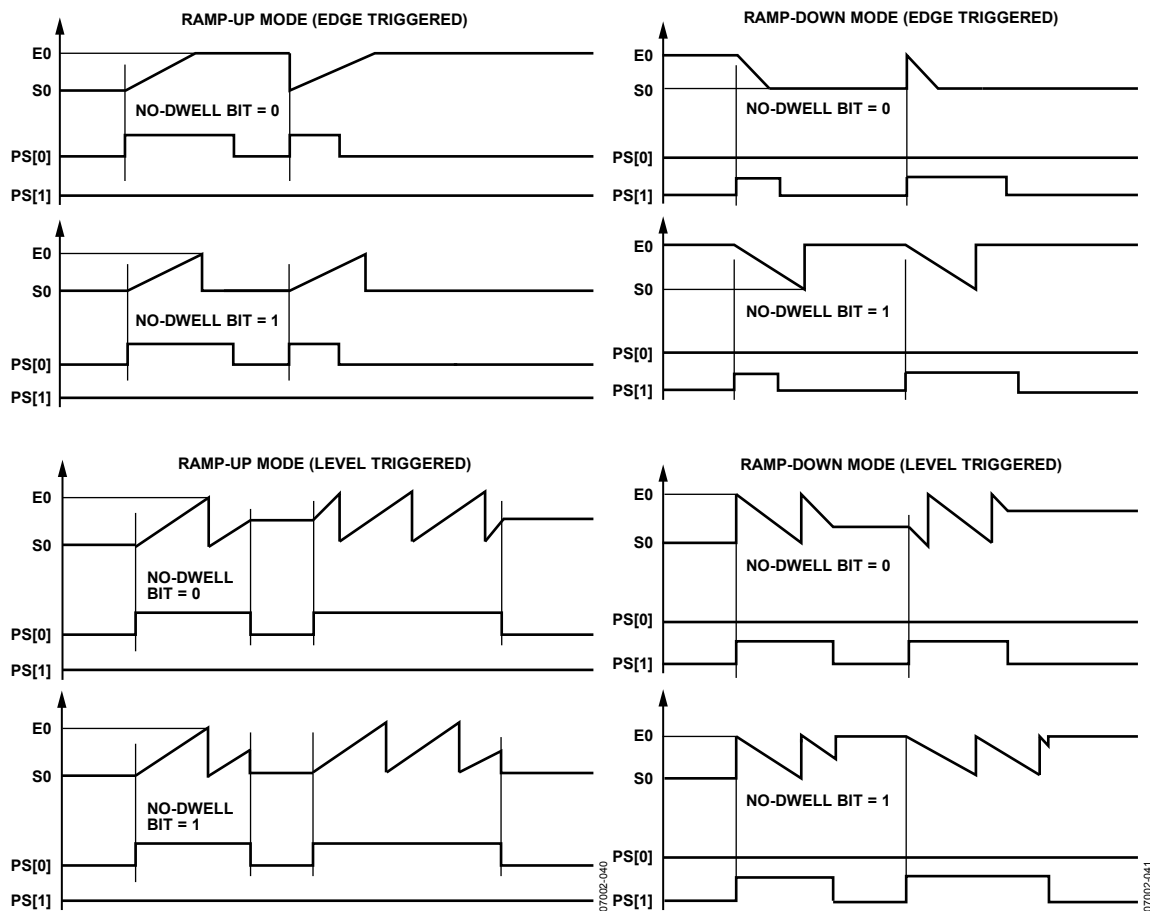 RAMP-UP MODE (EDGE TRIGGERED)
E0
S0
NO-DWELL BIT = 0
PS[0]
PS[1]
E0
S0
NO-DWELL BIT = 1
PS[0]
PS[1]
RAMP-DOWN MODE (EDGE TRIGGERED)
E0
S0
NO-DWELL BIT = 0
PS[0]
PS[1]
E0
S0
NO-DWELL BIT = 1
PS[0]
PS[1]
RAMP-UP MODE (LEVEL TRIGGERED)
E0
S0
NO-DWELL
BIT = 0
PS[0]
PS[1]
E0
S0
NO-DWELL
BIT = 1
PS[0]
PS[1]
07002-040
RAMP-DOWN MODE (LEVEL TRIGGERED)
E0
S0
NO-DWELL BIT = 0
PS[0]
PS[1]
E0
S0
NO-DWELL BIT = 1
PS[0]
PS[1]
07002-041